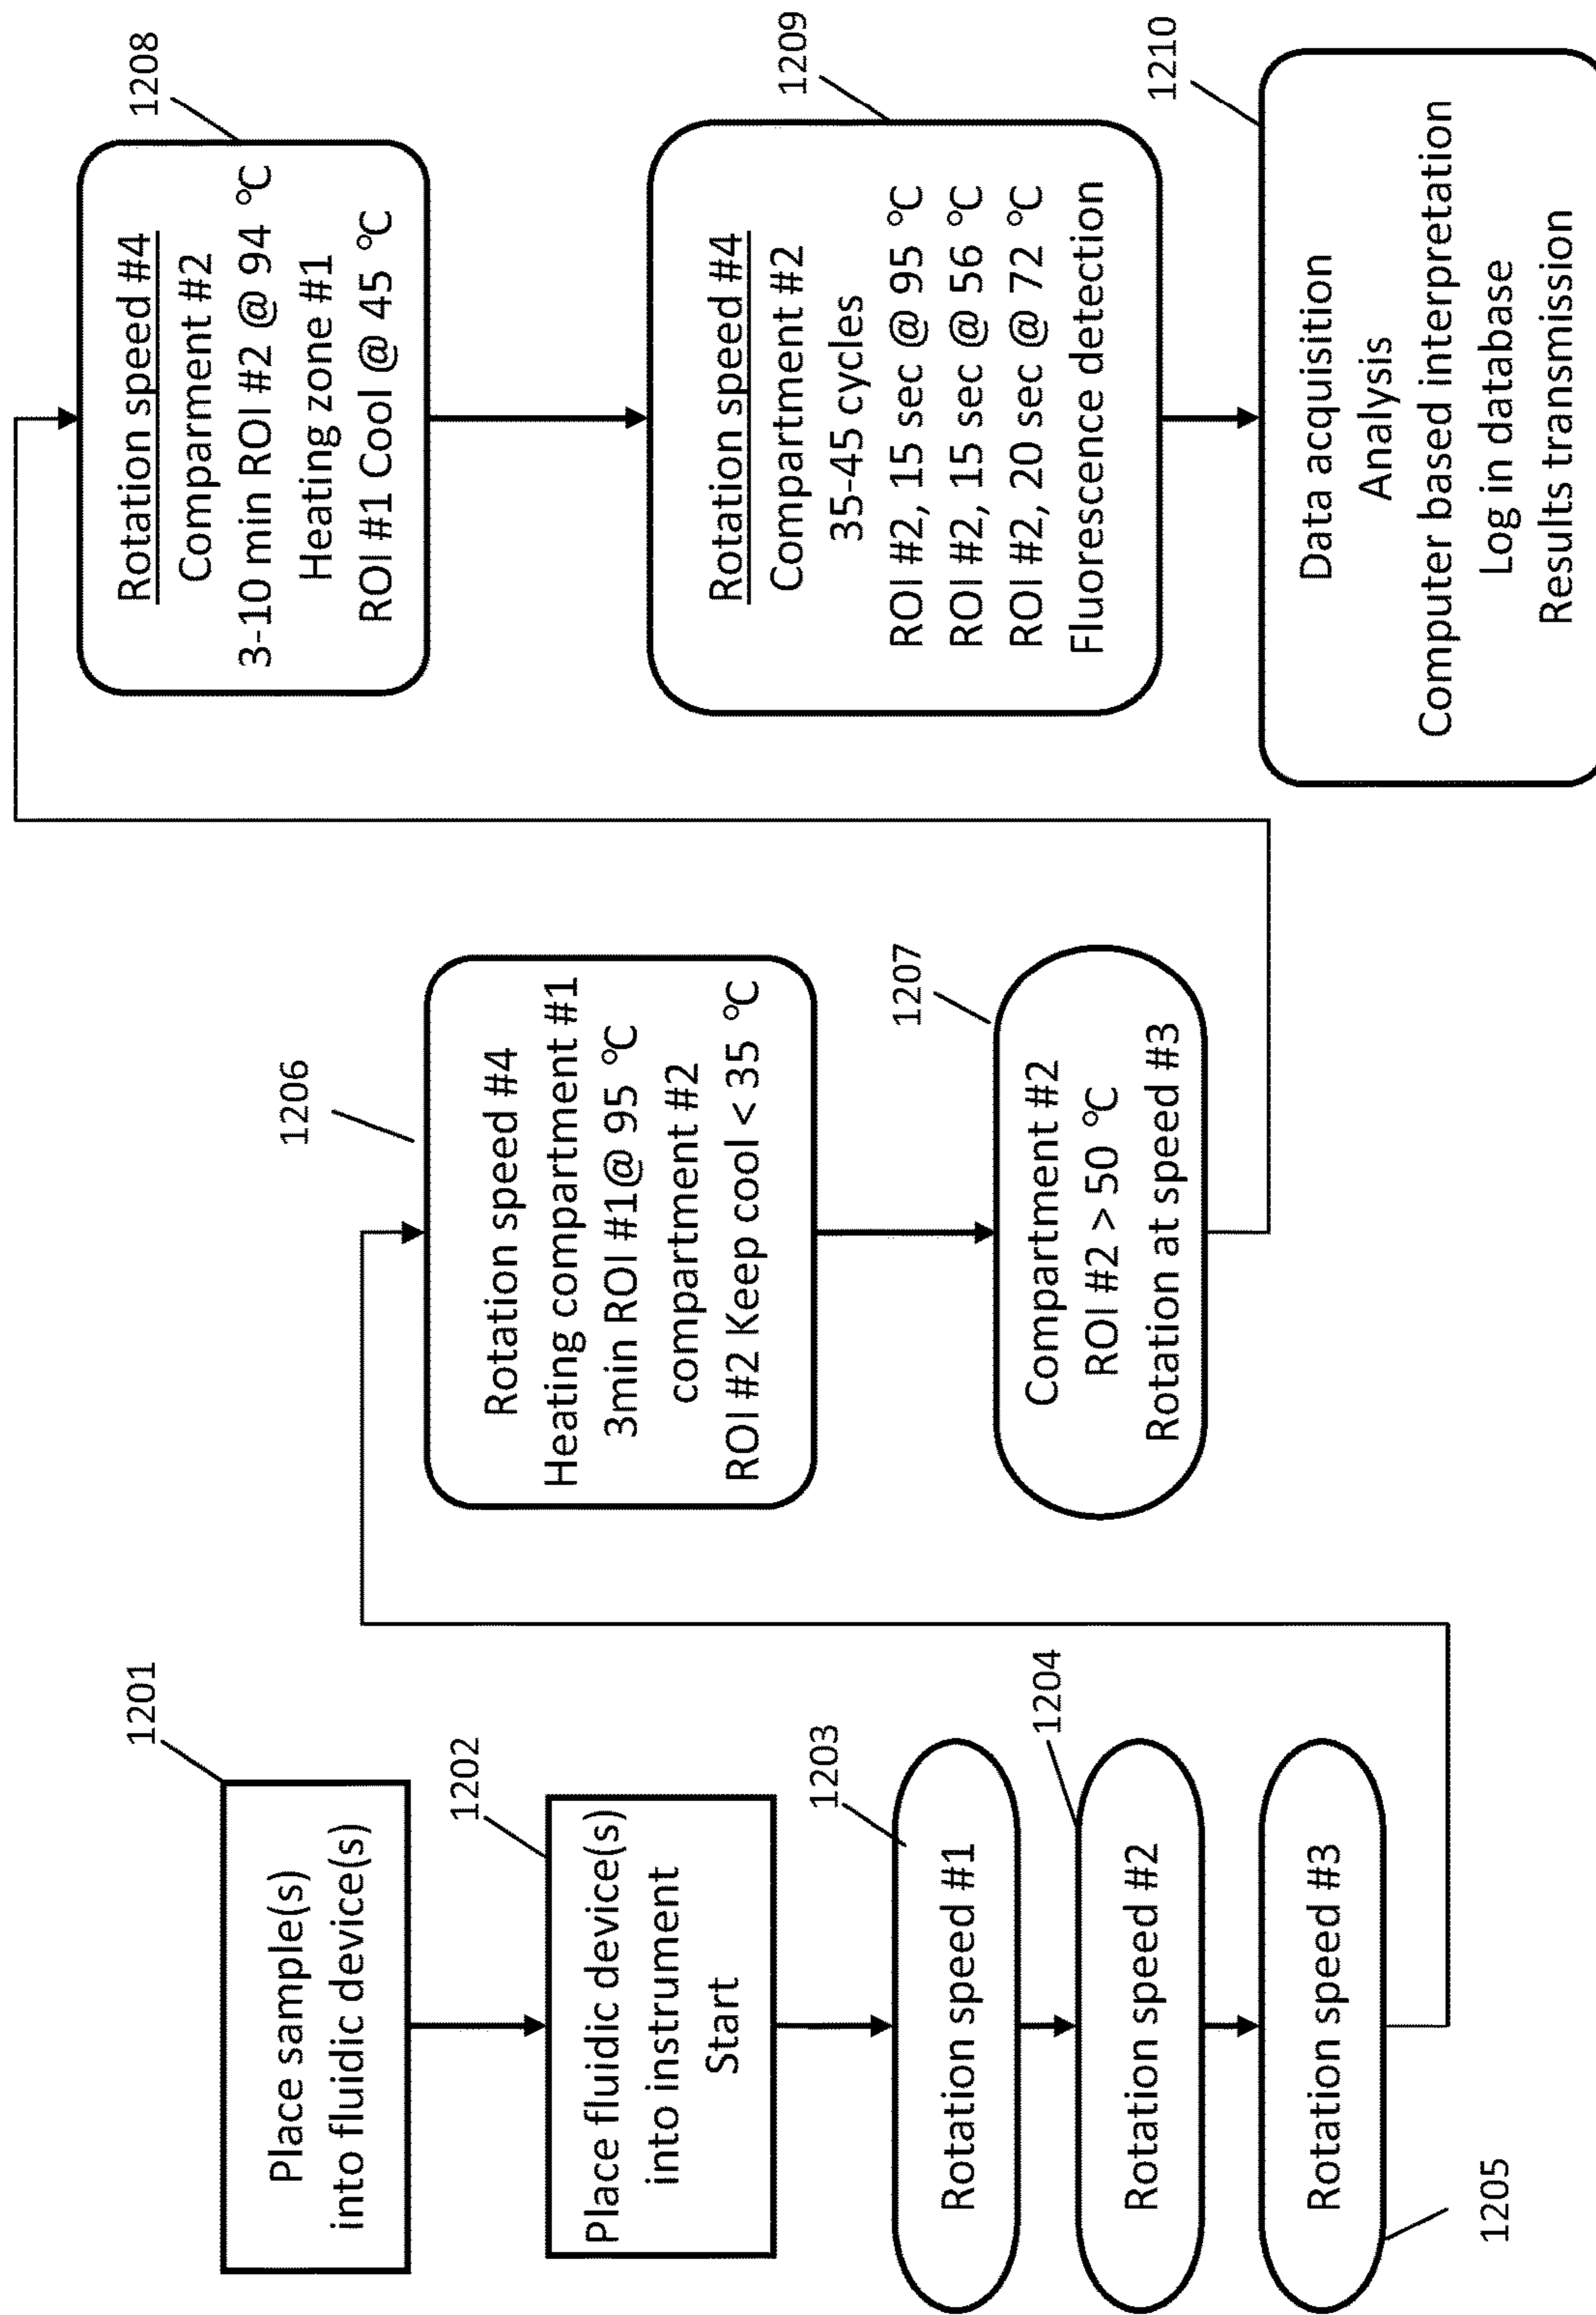 1201
Place sample(s)
into fluidic device(s)
1202
Place fluidic device(s)
into instrument
Start
1203
Rotation speed #1
1204
Rotation speed #2
Rotation speed #3
1205
1206
Rotation speed #4
Heating compartment #1
3min ROI #1@ 95 °C
compartment #2
ROI #2 Keep cool < 35 °C
1207
Compartment #2
ROI #2 > 50 °C
Rotation at speed #3
1208
Rotation speed #4
Comparment #2
3-10 min ROI #2 @ 94 °C
Heating zone #1
ROI #1 Cool @ 45 °C
1209
Rotation speed #4
Compartment #2
35-45 cycles
ROI #2, 15 sec @ 95 °C
ROI #2, 15 sec @ 56 °C
ROI #2, 20 sec @ 72 °C
Fluorescence detection
1210
Data acquisition
Analysis
Computer based interpretation
Log in database
Results transmission